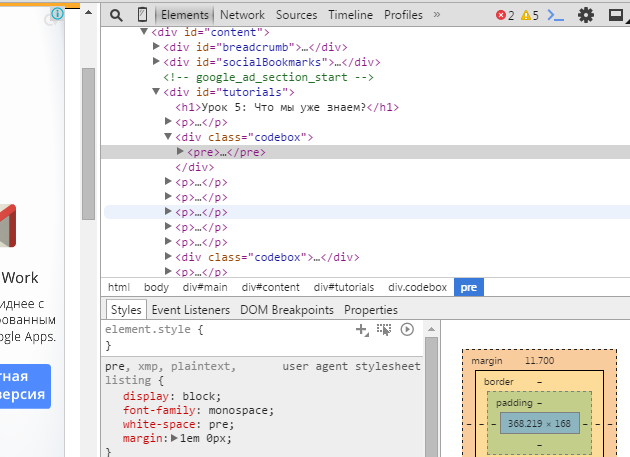 Elements Network Sources Timeline Profiles » 2 5
<div id="content">
<div id="breadcrumb">…</div>
<div id="socialBookmarks">…</div>
<!-- google_ad_section_start -->
<div id="tutorials">
<h1>Урок 5: Что мы уже знаем?</h1>
<p>…</p>
<div class="codebox">
<pre>…</pre>
</div>
<p>…</p>
<p>…</p>
<p>…</p>
<p>…</p>
<p>…</p>
<div class="codebox">…</div>
<p>…</p>
html body div#main div#content div#tutorials div.codebox pre
Styles Event Listeners DOM Breakpoints Properties
element.style {
}
pre, xmp, plaintext, user agent stylesheet
listing {
display: block;
font-family: monospace;
white-space: pre;
margin: 1em 0px;
}
margin 11.700
border –
padding –
– – – 368.219 × 168 – – –
–
Work
иднее с
рованным
ogle Apps.
тная
версия